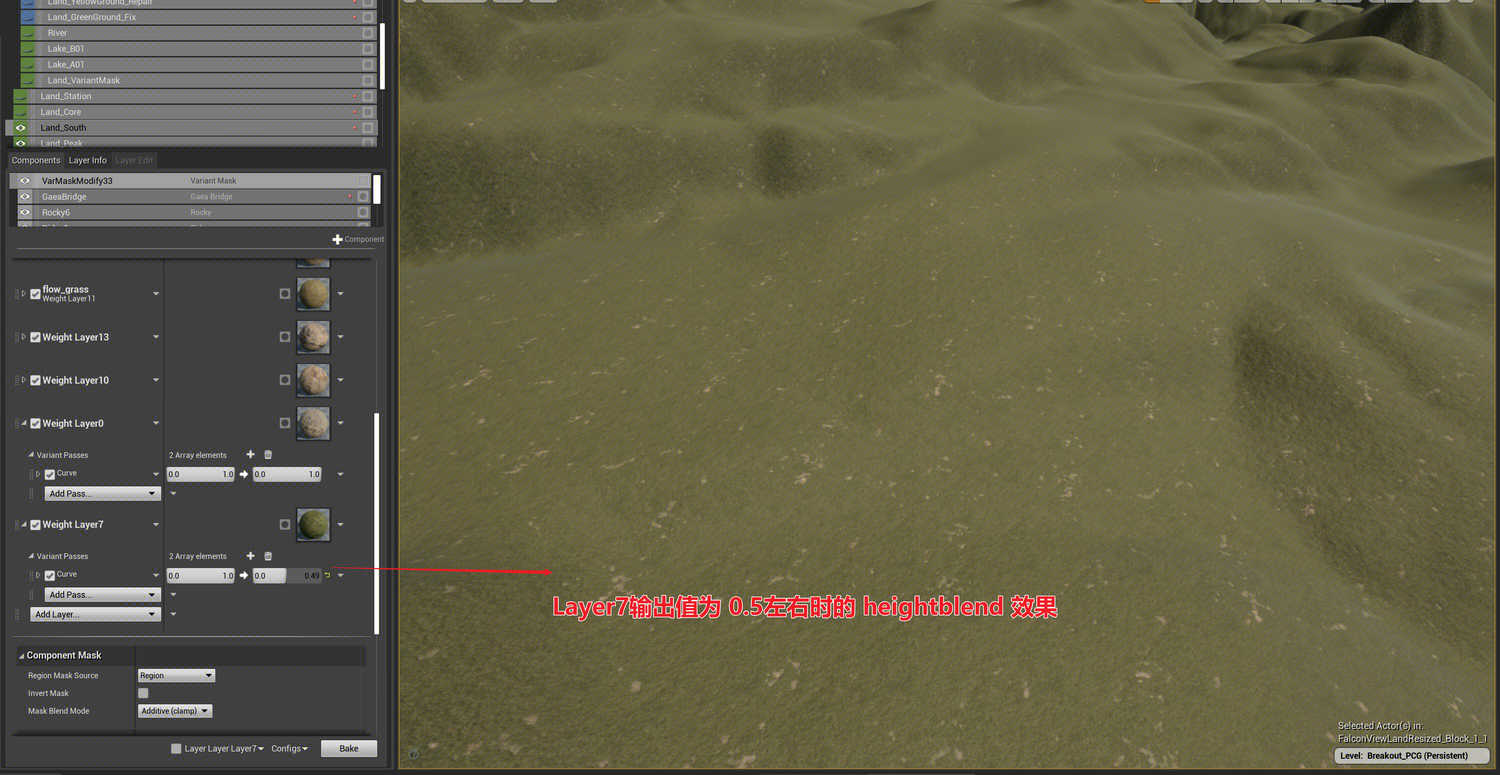 Land_YellowGround_Repair
Land_GreenGround_Fix
River
Lake_B01
Lake_A01
Land_VariantMask
Land_Station
Land_Core
Land_South
Land_Peak
Components Layer Info Layer Edit
VarMaskModify33 Variant Mask
GaeaBridge Gaea Bridge
Rocky6 Rocky
Component
flow_grass
Weight Layer11
Weight Layer13
Weight Layer10
Weight Layer0
Variant Passes 2 Array elements
Curve 0.0 1.0 0.0 1.0
Add Pass...
Weight Layer7
Variant Passes 2 Array elements
Curve 0.0 1.0 0.0 0.49
Add Pass...
Add Layer...
Layer7输出值为 0.5左右时的 heightblend 效果
Component Mask
Region Mask Source Region
Invert Mask
Mask Blend Mode Additive (clamp)
Layer Layer Layer7 Configs Bake
Selected Actor(s) in:
FalconViewLandResized_Block_1_1
Level: Breakout_PCG (Persistent)